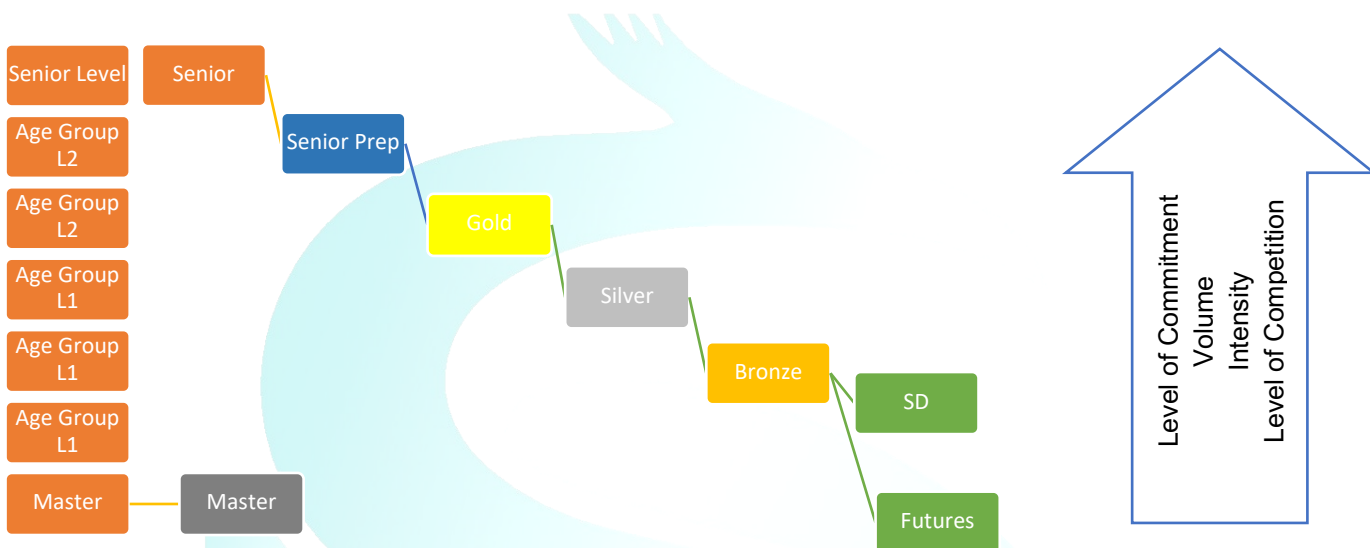 Senior Level
Senior
Age Group
L2
Senior Prep
Age Group
L2
Gold
Age Group
L1
Silver
Age Group
L1
Bronze
Age Group
L1
SD
Master
Master
Futures
Level of Commitment
Volume
Intensity
Level of Competition